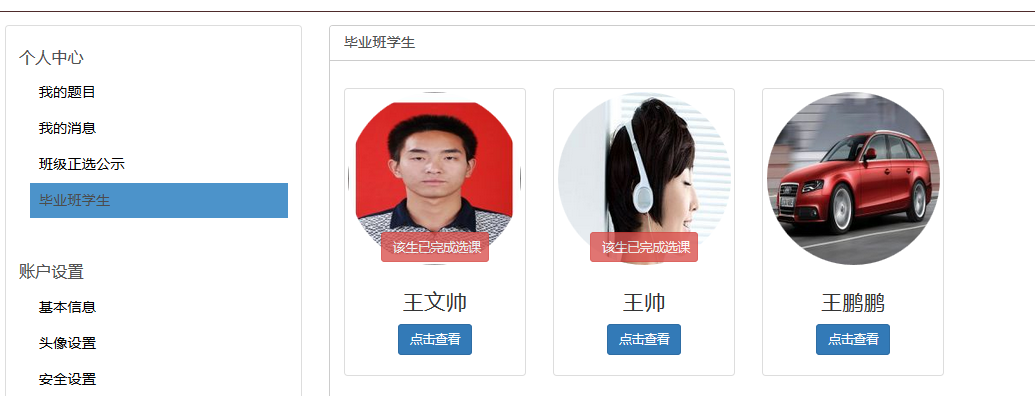 个人中心
我的题目
我的消息
班级正选公示
毕业班学生
账户设置
基本信息
头像设置
安全设置
毕业班学生
该生已完成选课
王文帅
点击查看
该生已完成选课
王帅
点击查看
王鹏鹏
点击查看